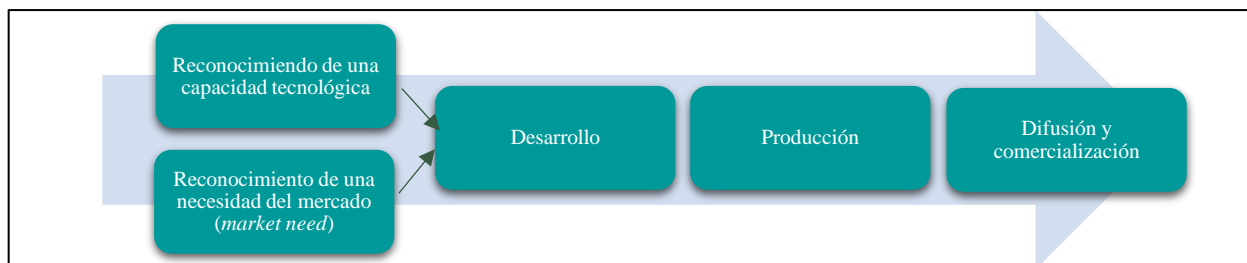 Reconocimiendo de una
capacidad tecnológica
Reconocimiento de una
necesidad del mercado
(market need)
Desarrollo
Producción
Difusión y
comercialización